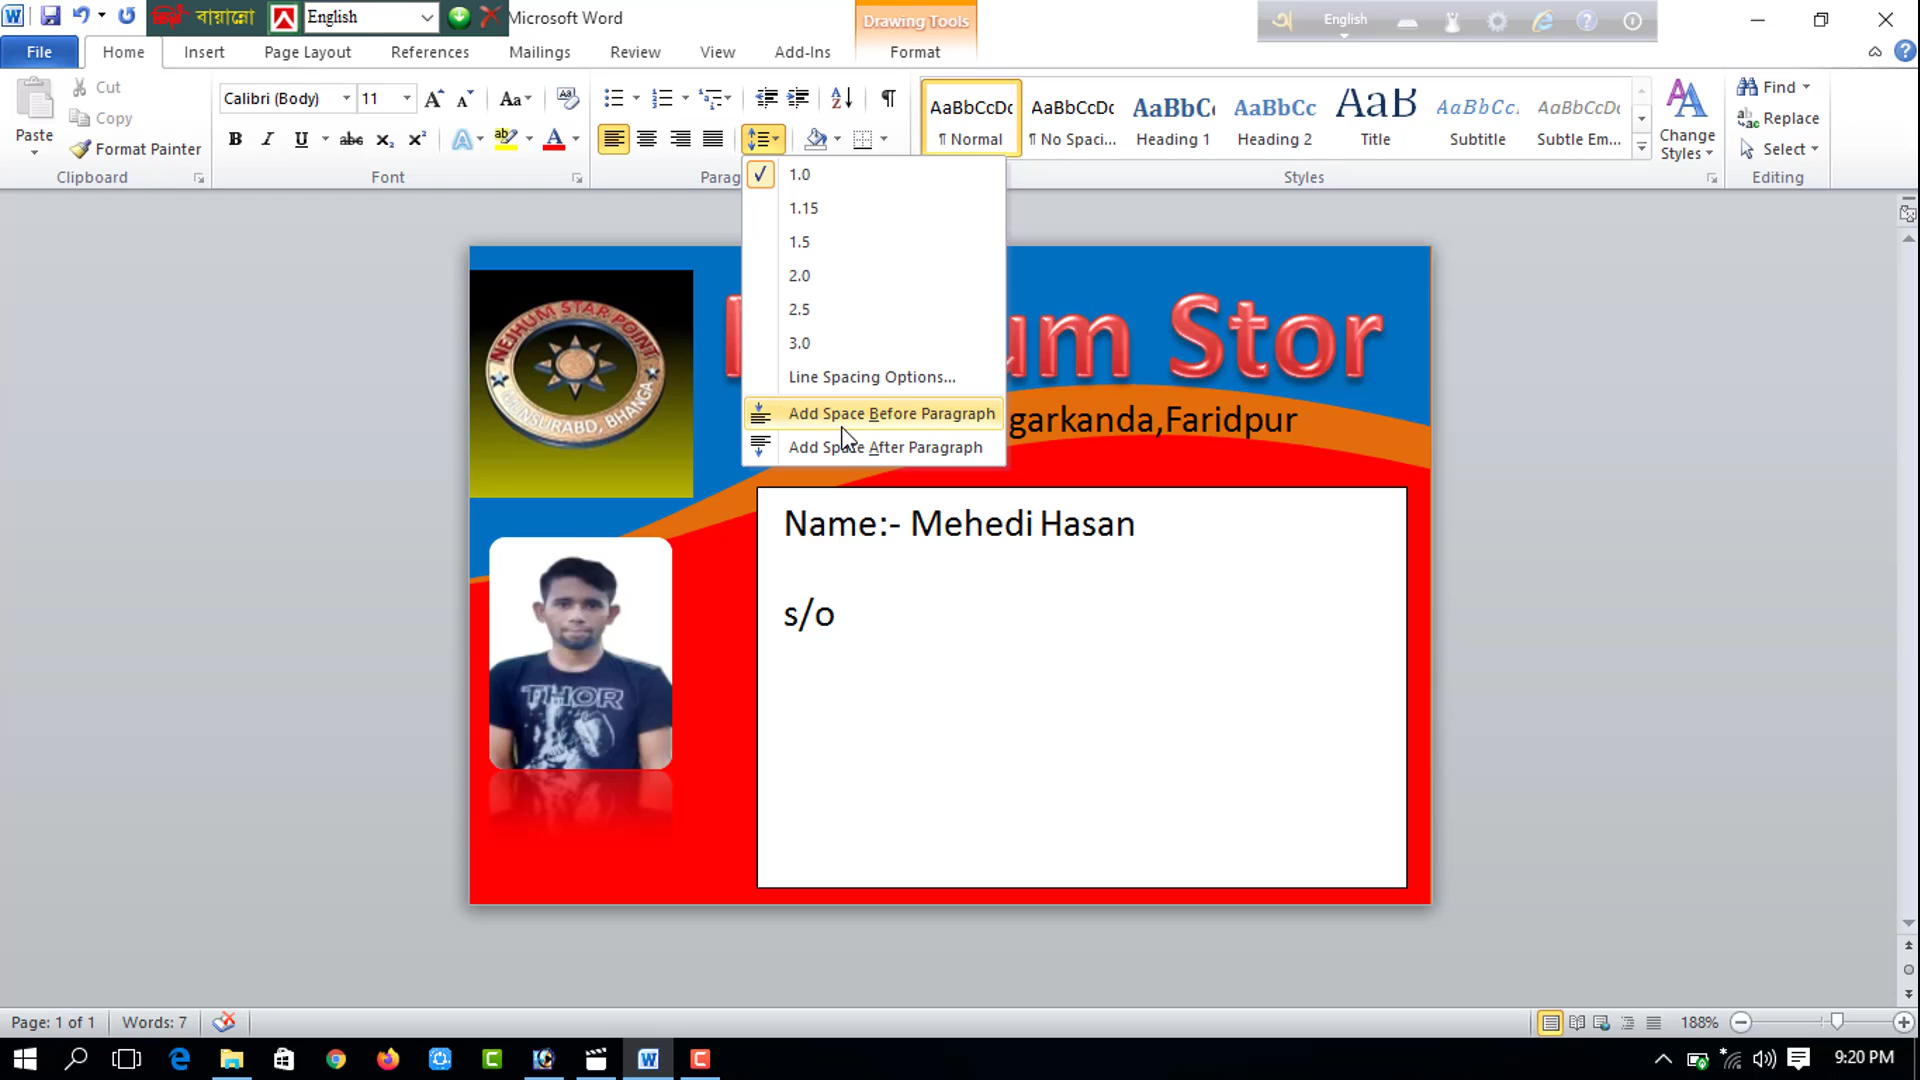 বায়ান্নো
English
Microsoft Word
Drawing Tools
অ
English
File
Home
Insert
Page Layout
References
Mailings
Review
View
Add-Ins
Format
Paste
Cut
Copy
Format Painter
Clipboard
Calibri (Body)
11
Font
Parag
AaBbCcDc
¶ Normal
AaBbCcDc
¶ No Spaci...
AaBbC
Heading 1
AaBbCc
Heading 2
AaB
Title
AaBbCc.
Subtitle
AaBbCcDc
Subtle Em...
Change
Styles
Styles
Find
Replace
Select
Editing
1.0
1.15
1.5
2.0
2.5
3.0
Line Spacing Options...
Add Space Before Paragraph
Add Space After Paragraph
NEJHUM STAR POINT
BHANGA
um Stor
garkanda,Faridpur
Name:- Mehedi Hasan
s/o
THOR
Page: 1 of 1
Words: 7
188%
9:20 PM